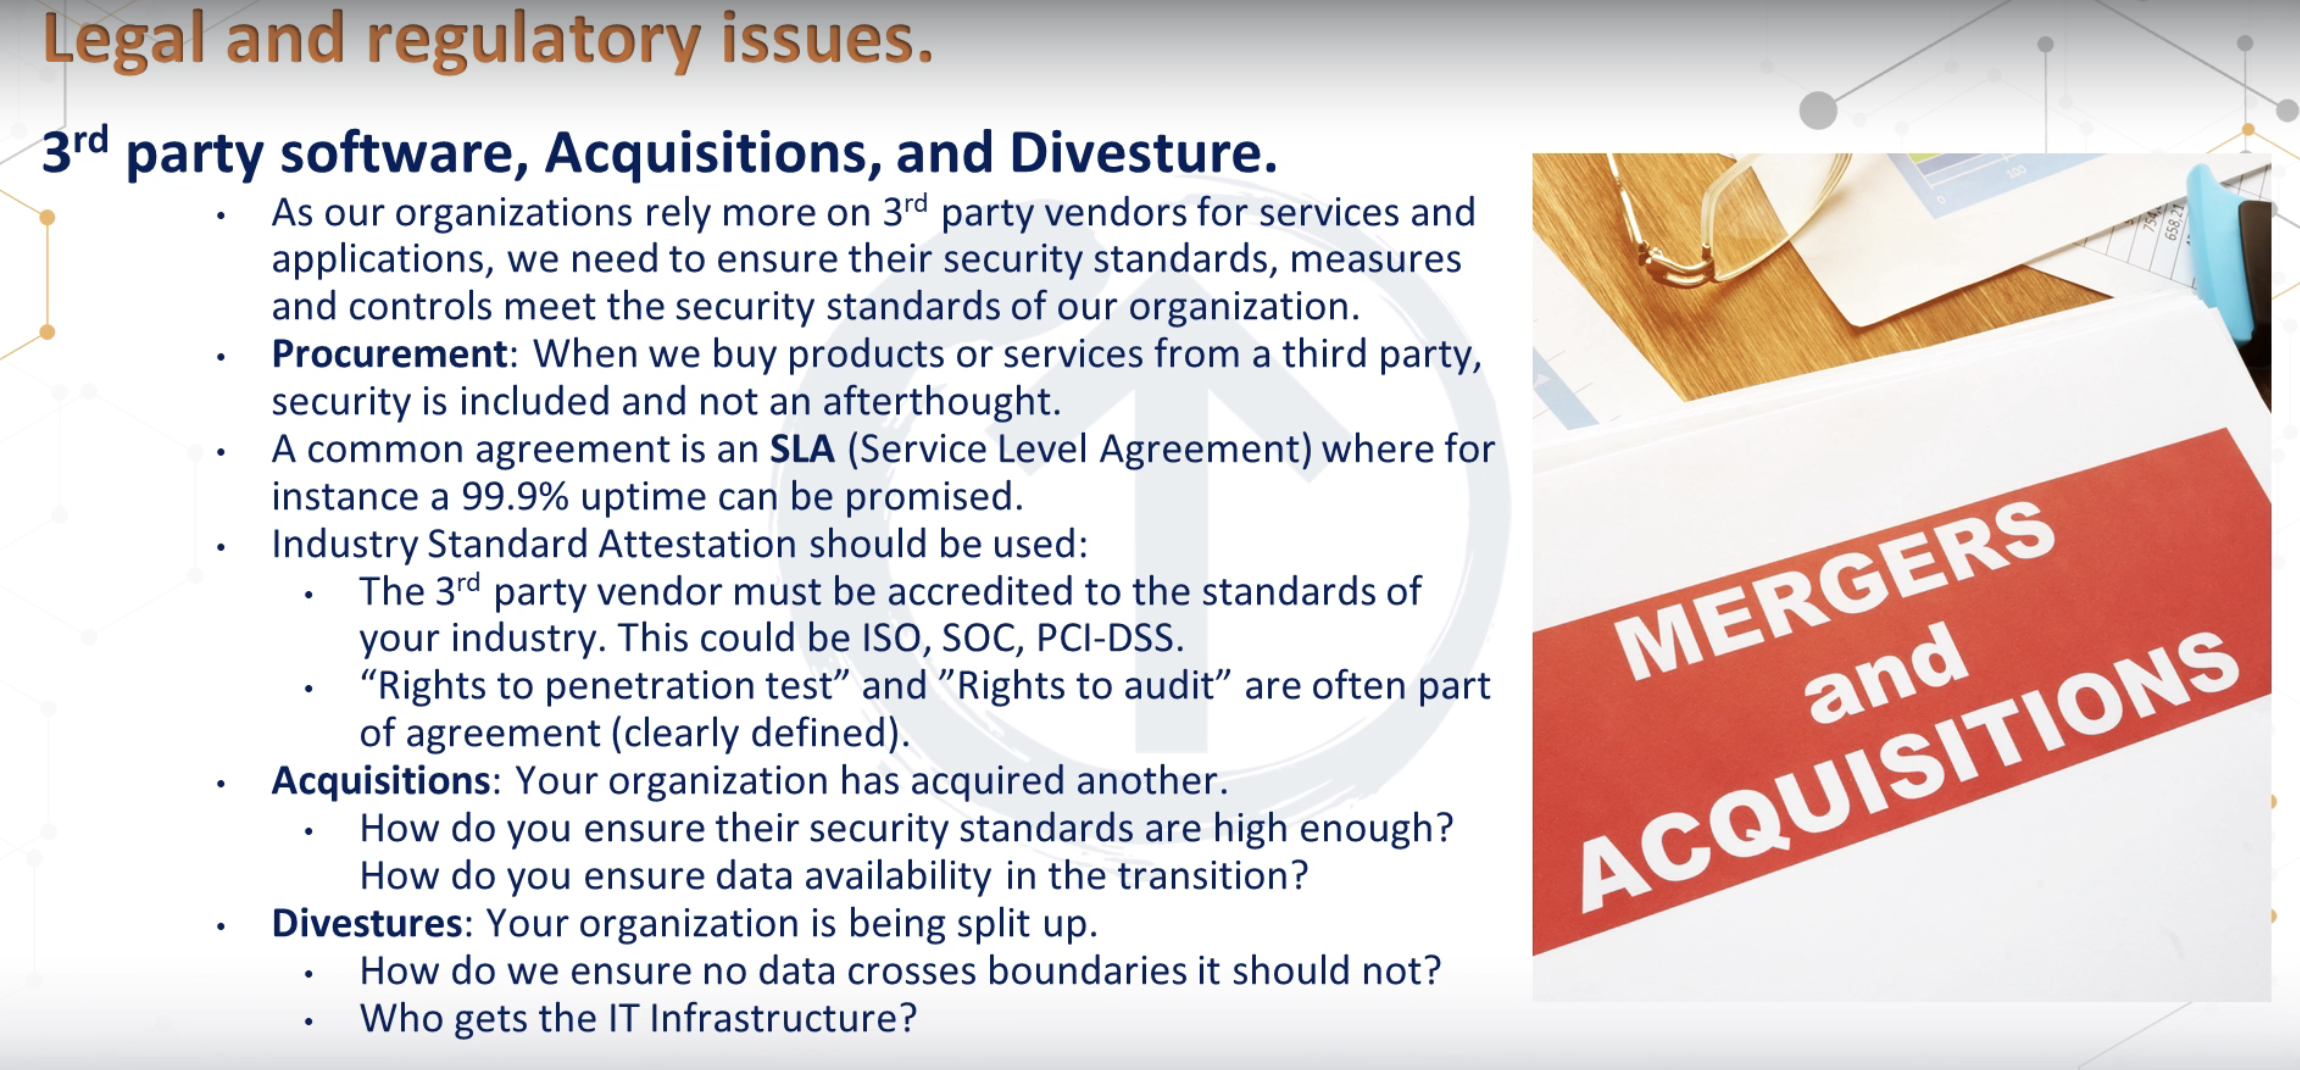 Legal and regulatory issues.
3rd party software, Acquisitions, and Divesture.
• As our organizations rely more on 3rd party vendors for services and
applications, we need to ensure their security standards, measures
and controls meet the security standards of our organization.
• Procurement: When we buy products or services from a third party,
security is included and not an afterthought.
• A common agreement is an SLA (Service Level Agreement) where for
instance a 99.9% uptime can be promised.
• Industry Standard Attestation should be used:
• The 3rd party vendor must be accredited to the standards of
your industry. This could be ISO, SOC, PCI-DSS.
• “Rights to penetration test” and ”Rights to audit” are often part
of agreement (clearly defined).
• Acquisitions: Your organization has acquired another.
• How do you ensure their security standards are high enough?
How do you ensure data availability in the transition?
• Divestures: Your organization is being split up.
• How do we ensure no data crosses boundaries it should not?
• Who gets the IT Infrastructure?
0
100
658,21
MERGERS
and
ACQUISITIONS